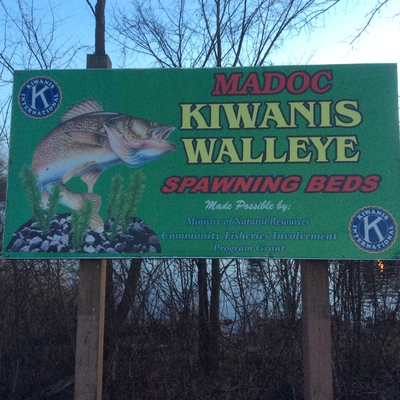 MADOC
KIWANIS
WALLEYE
SPAWNING BEDS
Made Possible by:
Ministry of Natural Resources
Community Fisheries Involvement
Program Grant
KIWANIS
K
INTERNATIONAL
KIWANIS
K
INTERNATIONAL